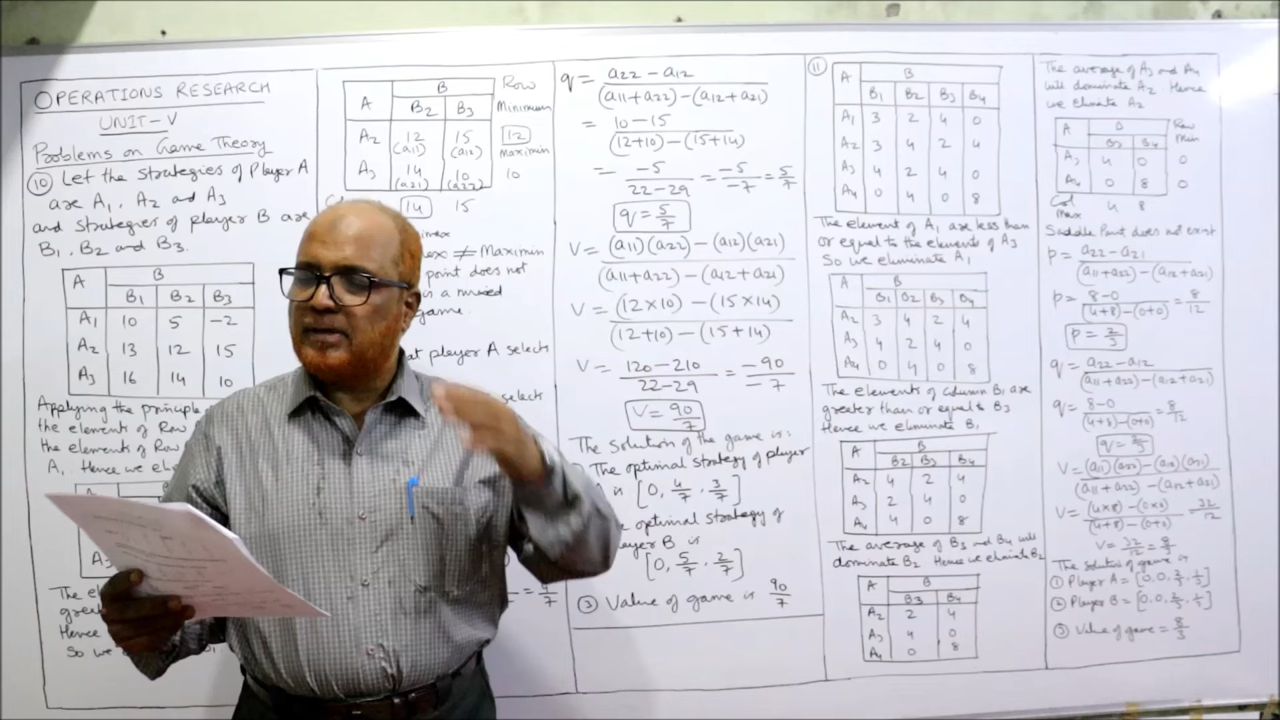 OPERATIONS RESEARCH
UNIT-V
Problems on Game Theory
⑩ Let the strategies of Player A
are A1, A2 and A3
and strategies of player B are
B1, B2 and B3.
A B
B1 B2 B3
A1 10 5 -2
A2 13 12 15
A3 16 14 10
Applying the principle
the elements of Row
the elements of Row
A1, Hence we
The
Hence
So we
A B Row
B2 B3 Minimum
A2 12 15 12
(a11) (a12) Maximin
A3 14 10 10
(a21) (a22)
14 15
≠ Maximin
point does not
is a mixed
game.
at player A selects
selects
q = a22 - a12
(a11+a22) - (a12+a21)
= 10 - 15
(12+10) - (15+14)
= -5 = -5 = 5
22-29 -7 7
q = 5/7
V = (a11)(a22) - (a12)(a21)
(a11+a22) - (a12+a21)
V = (12×10) - (15×14)
(12+10) - (15+14)
V = 120-210 = -90
22-29 -7
V = 90/7
The solution of the game is:
The optimal strategy of player
is [0, 4/7, 3/7]
optimal strategy of
B is
[0, 5/7, 2/7]
③ Value of game is 90/7
⑪ A B
B1 B2 B3 B4
A1 3 2 4 0
A2 3 4 2 4
A3 4 2 4 0
A4 0 4 0 8
The element of A1 are less than
or equal to the elements of A3
So we eliminate A1
A B
B1 B2 B3 B4
A2 3 4 2 4
A3 4 2 4 0
A4 0 4 0 8
The elements of column B1 are
greater than or equal to B3
Hence we eliminate B1
A B
B2 B3 B4
A2 4 2 4
A3 2 4 0
A4 4 0 8
The average of B3 and B4 will
dominate B2. Hence we eliminate B2
A B
B3 B4
A2 2 4
A3 4 0
A4 0 8
The average of A3 and A4
will dominate A2. Hence
we elimate A2
A B Row
B3 B4 Min
A3 4 0 0
A4 0 8 0
Col
Max 4 8
Saddle Point does not exist
p = a22 - a21
(a11+a22) - (a12+a21)
p = 8-0 = 8
(4+8)-(0+0) 12
p = 2/3
q = a22 - a12
(a11+a22) - (a12+a21)
q = 8-0 = 8
(4+8)-(0+0) 12
q = 2/3
V = (a11)(a22) - (a12)(a21)
(a11+a22) - (a12+a21)
V = (4×8) - (0×0) = 32
(4+8) - (0+0) 12
V = 32/12 = 8/3
The solution of game is
① Player A = [0, 0, 2/3, 1/3]
② Player B = [0, 0, 2/3, 1/3]
③ Value of game = 8/3